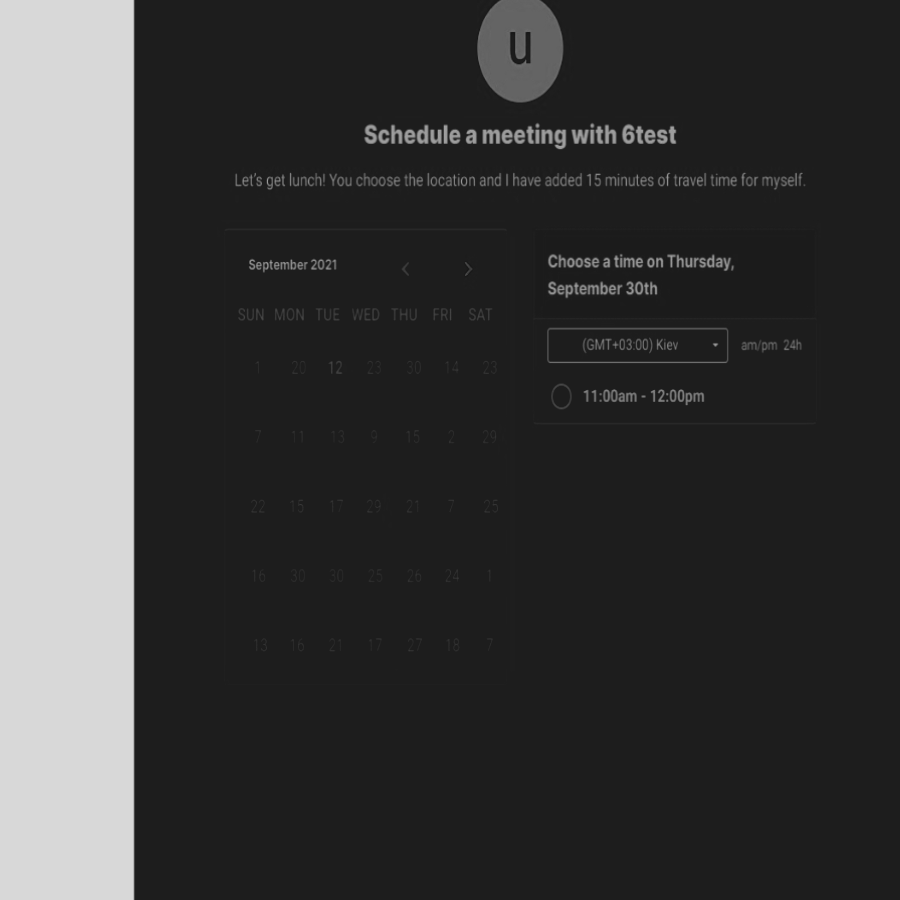 u
Schedule a meeting with 6test
Let's get lunch! You choose the location and I have added 15 minutes of travel time for myself.
September 2021
SUN MON TUE WED THU FRI SAT
1 20 12 23 30 14 23
7 11 13 9 15 2 29
22 15 17 29 21 7 25
16 30 30 25 26 24 1
13 16 21 17 27 18 7
Choose a time on Thursday,
September 30th
(GMT+03:00) Kiev am/pm 24h
11:00am - 12:00pm